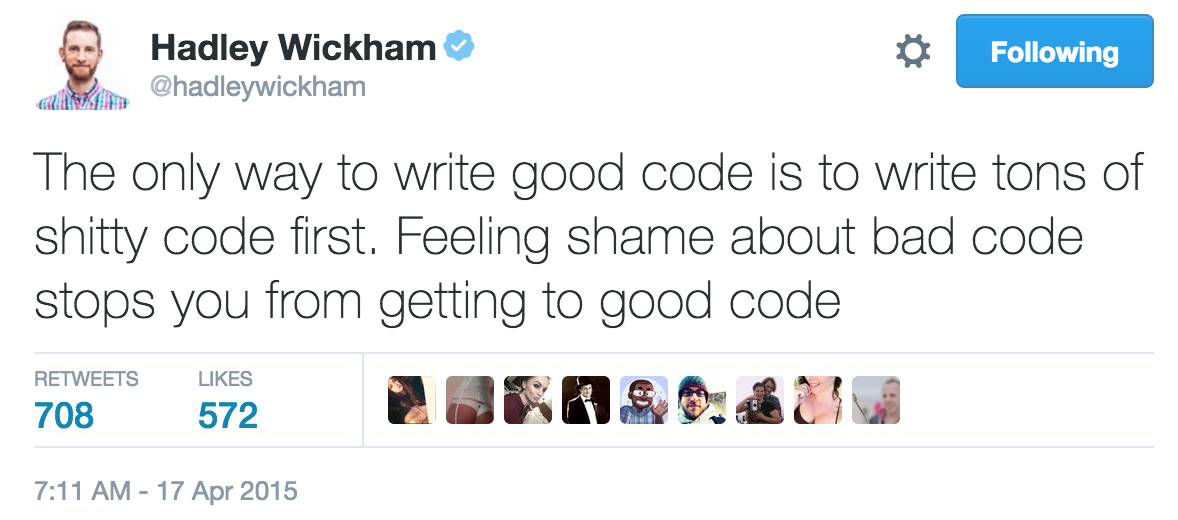 Hadley Wickham
@hadleywickham
Following
The only way to write good code is to write tons of
shitty code first. Feeling shame about bad code
stops you from getting to good code
RETWEETS LIKES
708 572
7:11 AM - 17 Apr 2015